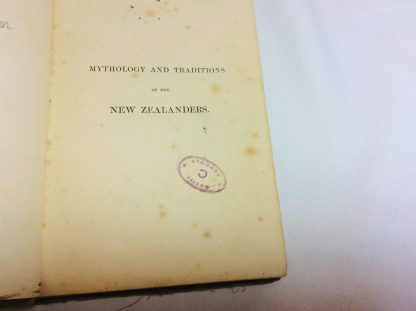 MYTHOLOGY AND TRADITIONS
OF THE
NEW ZEALANDERS.
C